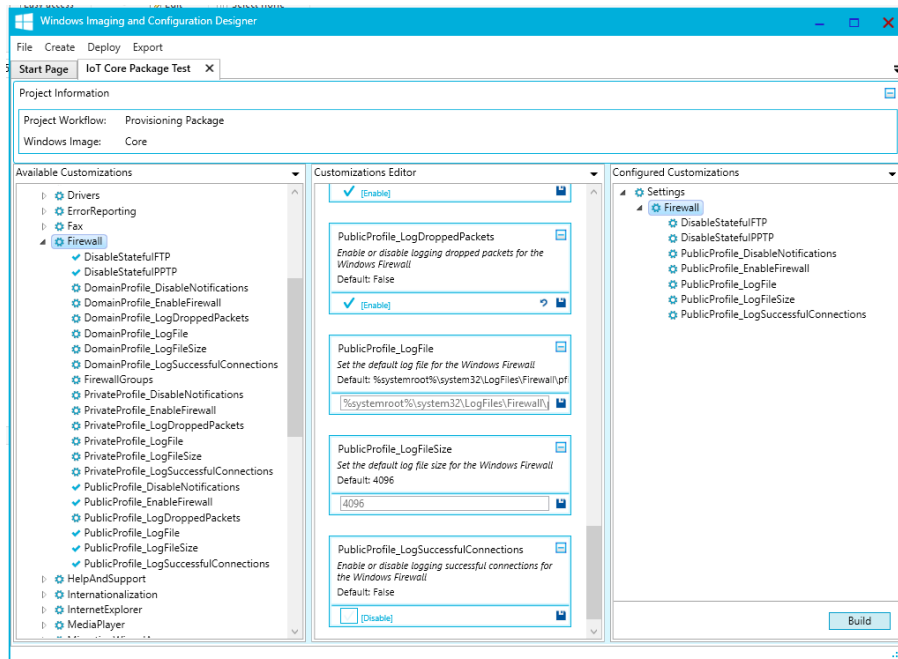 Windows Imaging and Configuration Designer
File Create Deploy Export
Start Page IoT Core Package Test
Project Information
Project Workflow: Provisioning Package
Windows Image: Core
Available Customizations
Drivers
ErrorReporting
Fax
Firewall
DisableStatefulFTP
DisableStatefulPPTP
DomainProfile_DisableNotifications
DomainProfile_EnableFirewall
DomainProfile_LogDroppedPackets
DomainProfile_LogFile
DomainProfile_LogFileSize
DomainProfile_LogSuccessfulConnections
FirewallGroups
PrivateProfile_DisableNotifications
PrivateProfile_EnableFirewall
PrivateProfile_LogDroppedPackets
PrivateProfile_LogFile
PrivateProfile_LogFileSize
PrivateProfile_LogSuccessfulConnections
PublicProfile_DisableNotifications
PublicProfile_EnableFirewall
PublicProfile_LogDroppedPackets
PublicProfile_LogFile
PublicProfile_LogFileSize
PublicProfile_LogSuccessfulConnections
HelpAndSupport
Internationalization
InternetExplorer
MediaPlayer
Customizations Editor
[Enable]
PublicProfile_LogDroppedPackets
Enable or disable logging dropped packets for the
Windows Firewall
Default: False
[Enable]
PublicProfile_LogFile
Set the default log file for the Windows Firewall
Default: %systemroot%\system32\LogFiles\Firewall\pfi
%systemroot%\system32\LogFiles\Firewall\p
PublicProfile_LogFileSize
Set the default log file size for the Windows Firewall
Default: 4096
4096
PublicProfile_LogSuccessfulConnections
Enable or disable logging successful connections for
the Windows Firewall
Default: False
[Disable]
Configured Customizations
Settings
Firewall
DisableStatefulFTP
DisableStatefulPPTP
PublicProfile_DisableNotifications
PublicProfile_EnableFirewall
PublicProfile_LogFile
PublicProfile_LogFileSize
PublicProfile_LogSuccessfulConnections
Build